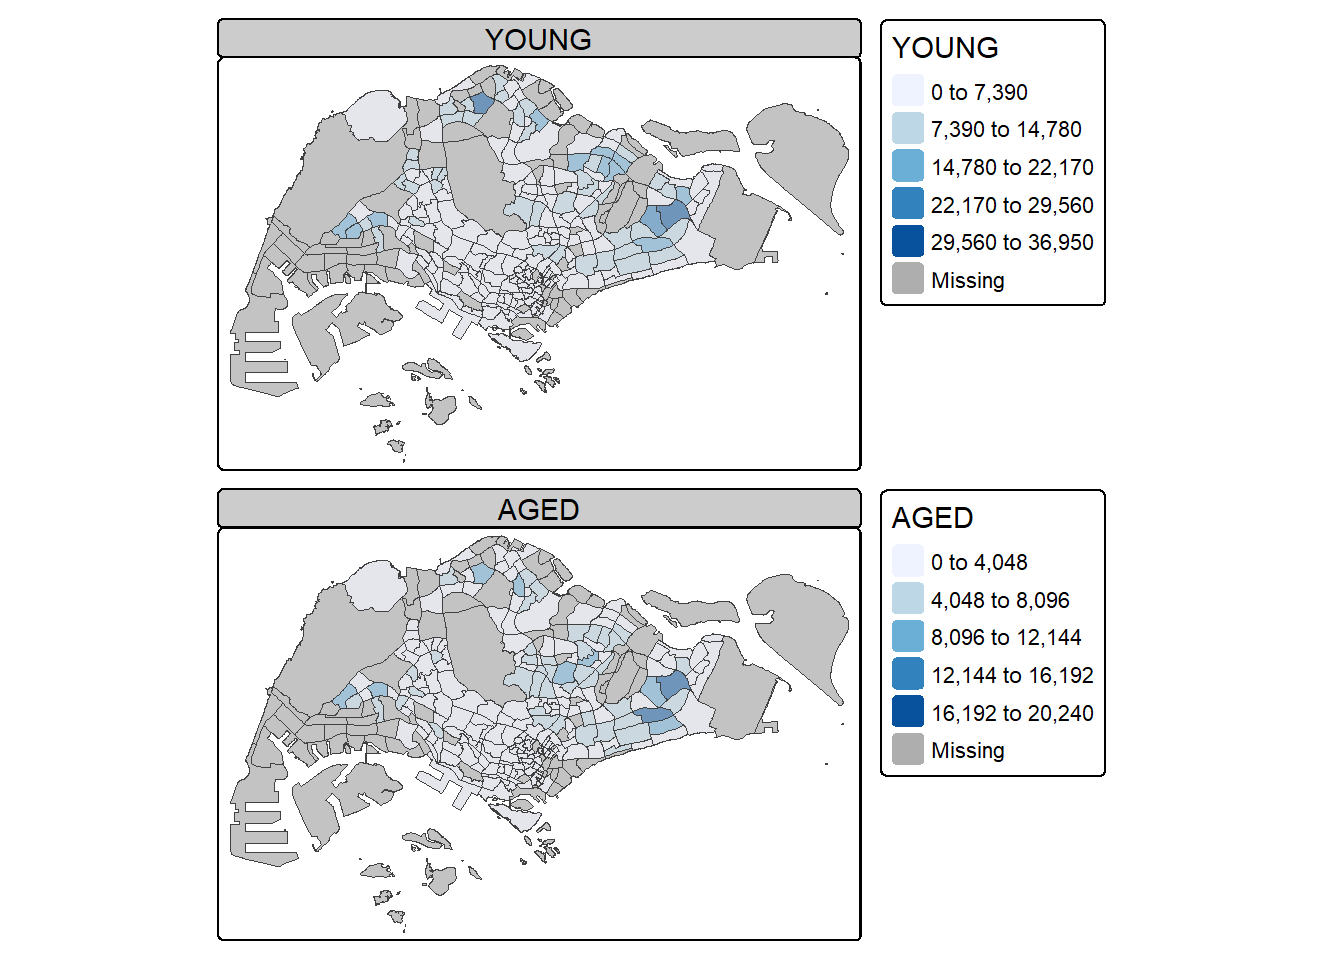 YOUNG
YOUNG
0 to 7,390
7,390 to 14,780
14,780 to 22,170
22,170 to 29,560
29,560 to 36,950
Missing
AGED
AGED
0 to 4,048
4,048 to 8,096
8,096 to 12,144
12,144 to 16,192
16,192 to 20,240
Missing